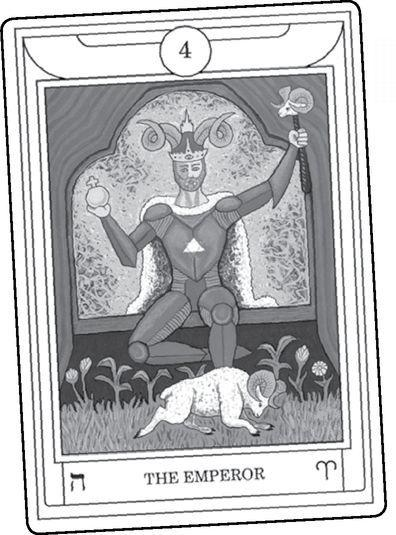 4
ה THE EMPEROR ♈